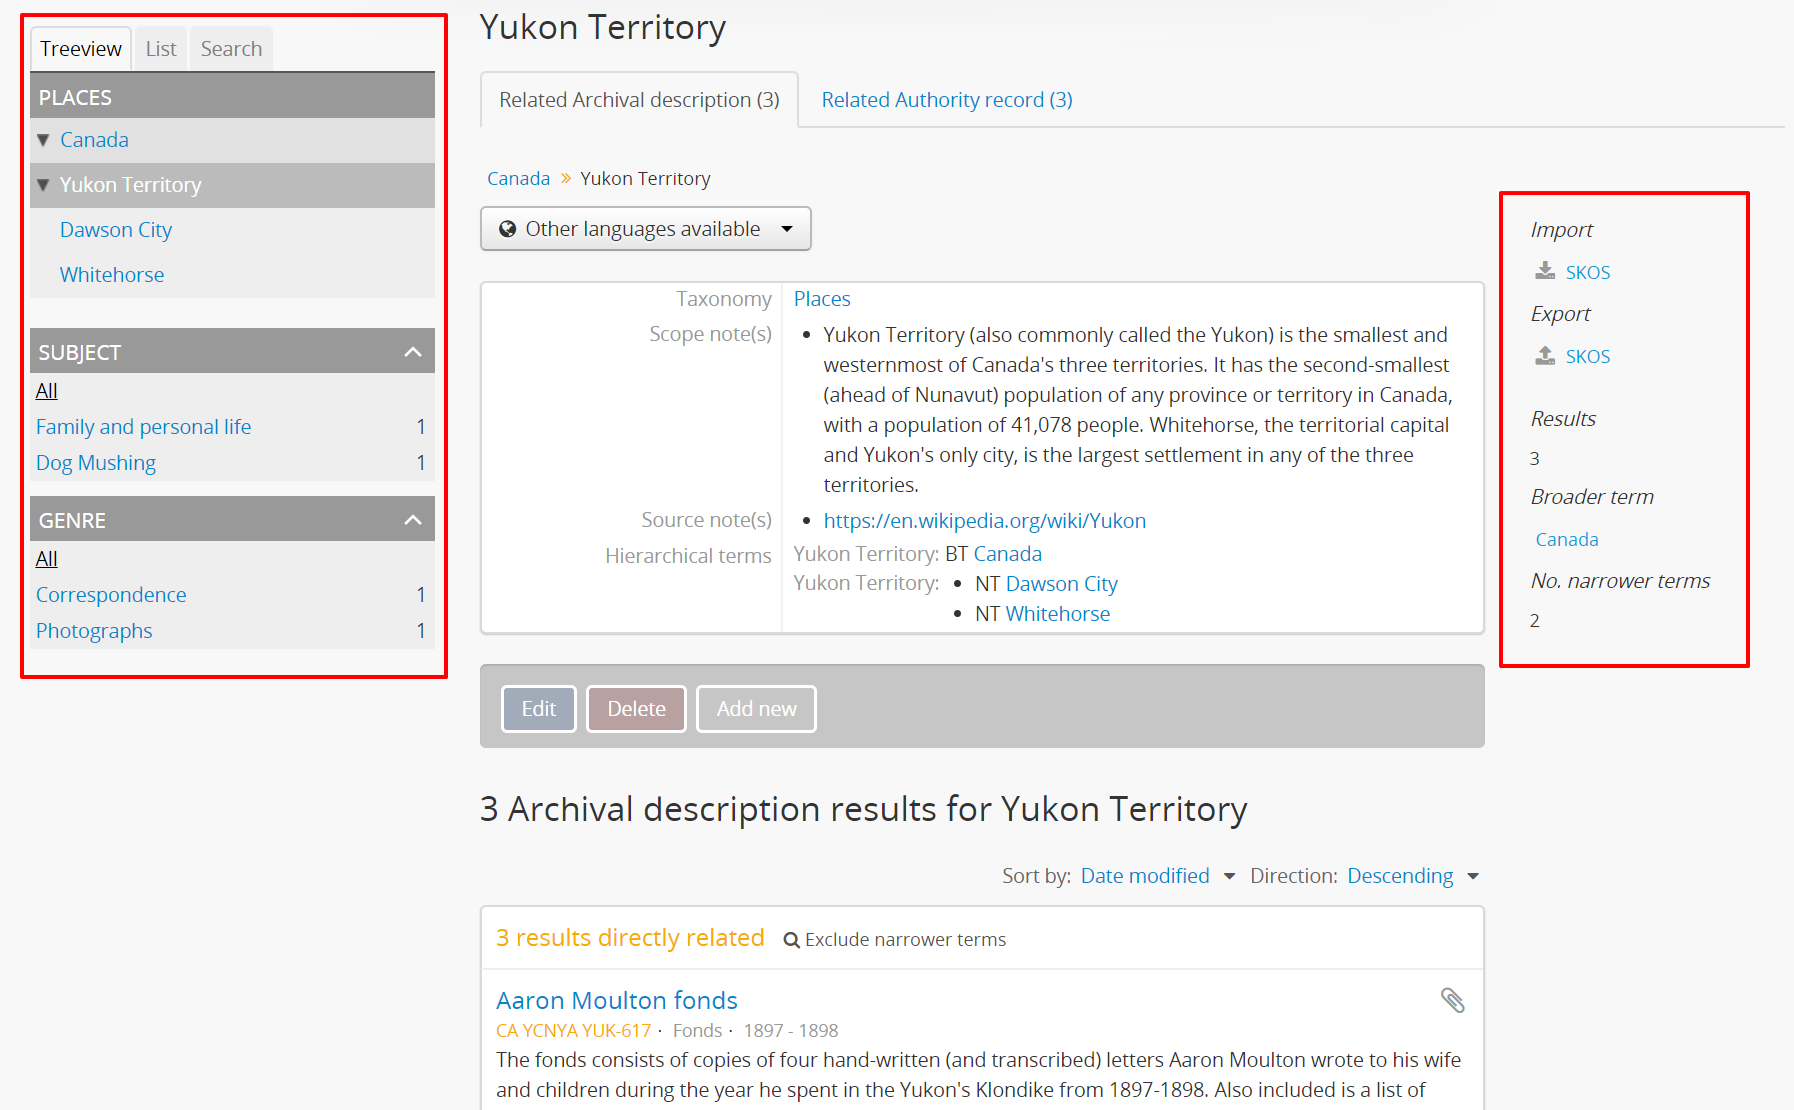 Treeview List Search
PLACES
Canada
Yukon Territory
Dawson City
Whitehorse
SUBJECT
All
Family and personal life 1
Dog Mushing 1
GENRE
All
Correspondence 1
Photographs 1
Yukon Territory
Related Archival description (3) Related Authority record (3)
Canada » Yukon Territory
Other languages available
Taxonomy Places
Scope note(s) • Yukon Territory (also commonly called the Yukon) is the smallest and
westernmost of Canada's three territories. It has the second-smallest
(ahead of Nunavut) population of any province or territory in Canada,
with a population of 41,078 people. Whitehorse, the territorial capital
and Yukon's only city, is the largest settlement in any of the three
territories.
Source note(s) • https://en.wikipedia.org/wiki/Yukon
Hierarchical terms Yukon Territory: BT Canada
Yukon Territory: • NT Dawson City
• NT Whitehorse
Edit Delete Add new
3 Archival description results for Yukon Territory
Sort by: Date modified Direction: Descending
3 results directly related Exclude narrower terms
Aaron Moulton fonds
CA YCNYA YUK-617 · Fonds · 1897 - 1898
The fonds consists of copies of four hand-written (and transcribed) letters Aaron Moulton wrote to his wife
and children during the year he spent in the Yukon's Klondike from 1897-1898. Also included is a list of
Import
SKOS
Export
SKOS
Results
3
Broader term
Canada
No. narrower terms
2